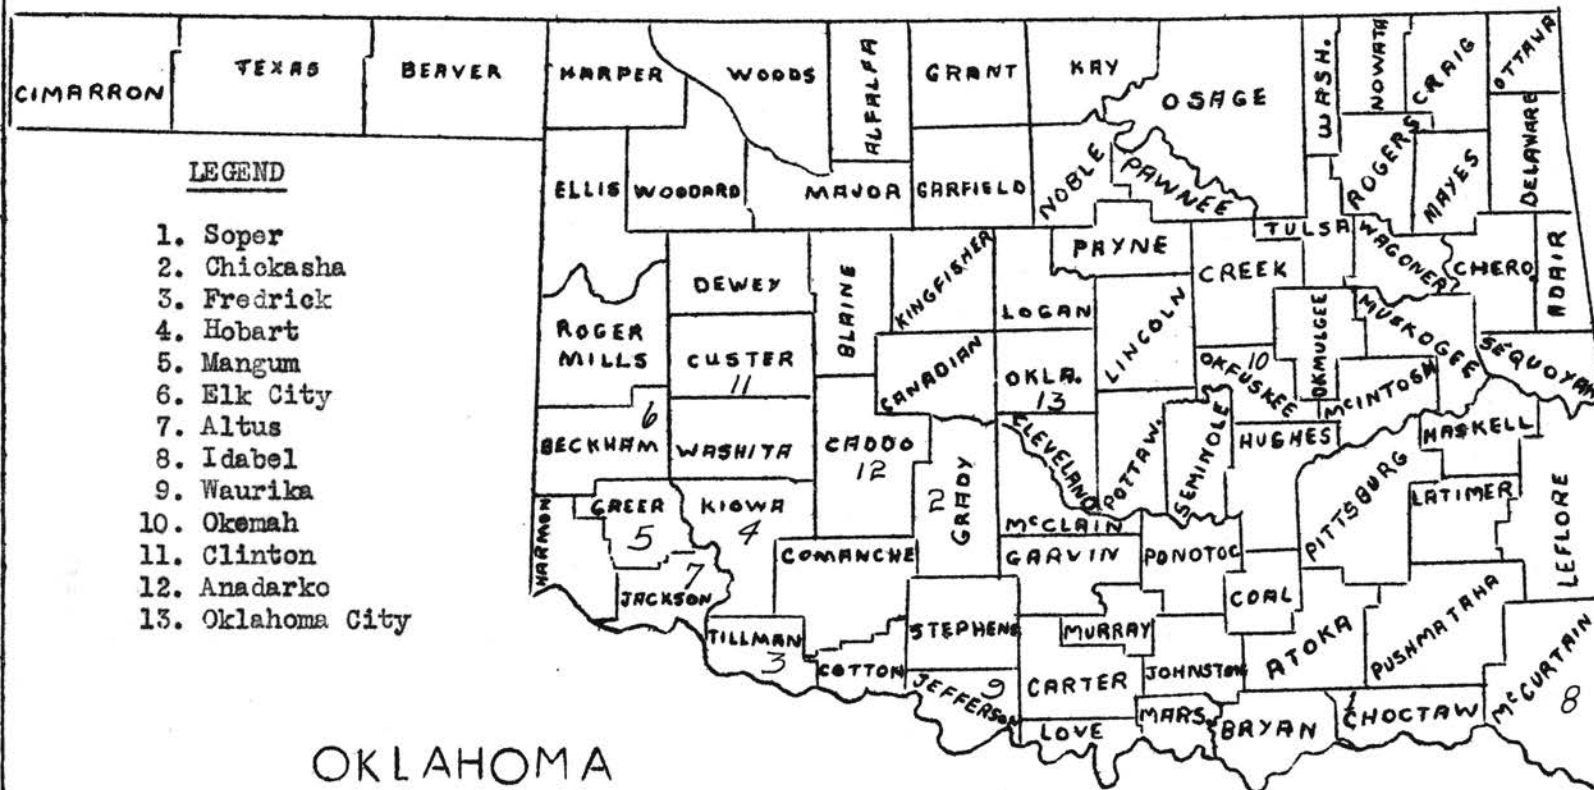 CIMARRON TEXAS BEAVER HARPER WOODS ALFALFA GRANT KAY OSAGE WASH. NOWATA CRAIG OTTAWA
ELLIS WOODARD MAJOR GARFIELD NOBLE PAWNEE ROGERS MAYES DELAWARE
LEGEND
1. Soper
2. Chickasha
3. Fredrick
4. Hobart
5. Mangum
6. Elk City
7. Altus
8. Idabel
9. Waurika
10. Okemah
11. Clinton
12. Anadarko
13. Oklahoma City
DEWEY BLAINE KINGFISHER LOGAN PAYNE CREEK TULSA WAGONER CHERO. ADAIR
ROGER MILLS
CUSTER
11
CANADIAN
OKLA.
13
LINCOLN
OKFUSKEE
10
OKMULGEE
MUSKOGEE
MCINTOSH
SEQUOYAH
BECKHAM
6
WASHITA
CADDO
12
GRADY
2
CLEVELAND
POTTAW.
SEMINOLE
HUGHES
HASKELL
PITTSBURG
LATIMER
LEFLORE
HARMON
GREER
5
KIOWA
4
COMANCHE
McCLAIN
GARVIN
PONOTOC
COAL
JACKSON
7
TILLMAN
3
COTTON
STEPHENS
JEFFERSON
9
MURRAY
CARTER
JOHNSTON
ATOKA
PUSHMATAHA
LOVE
MARS.
BRYAN
CHOCTAW
1
McCURTAIN
8
OKLAHOMA